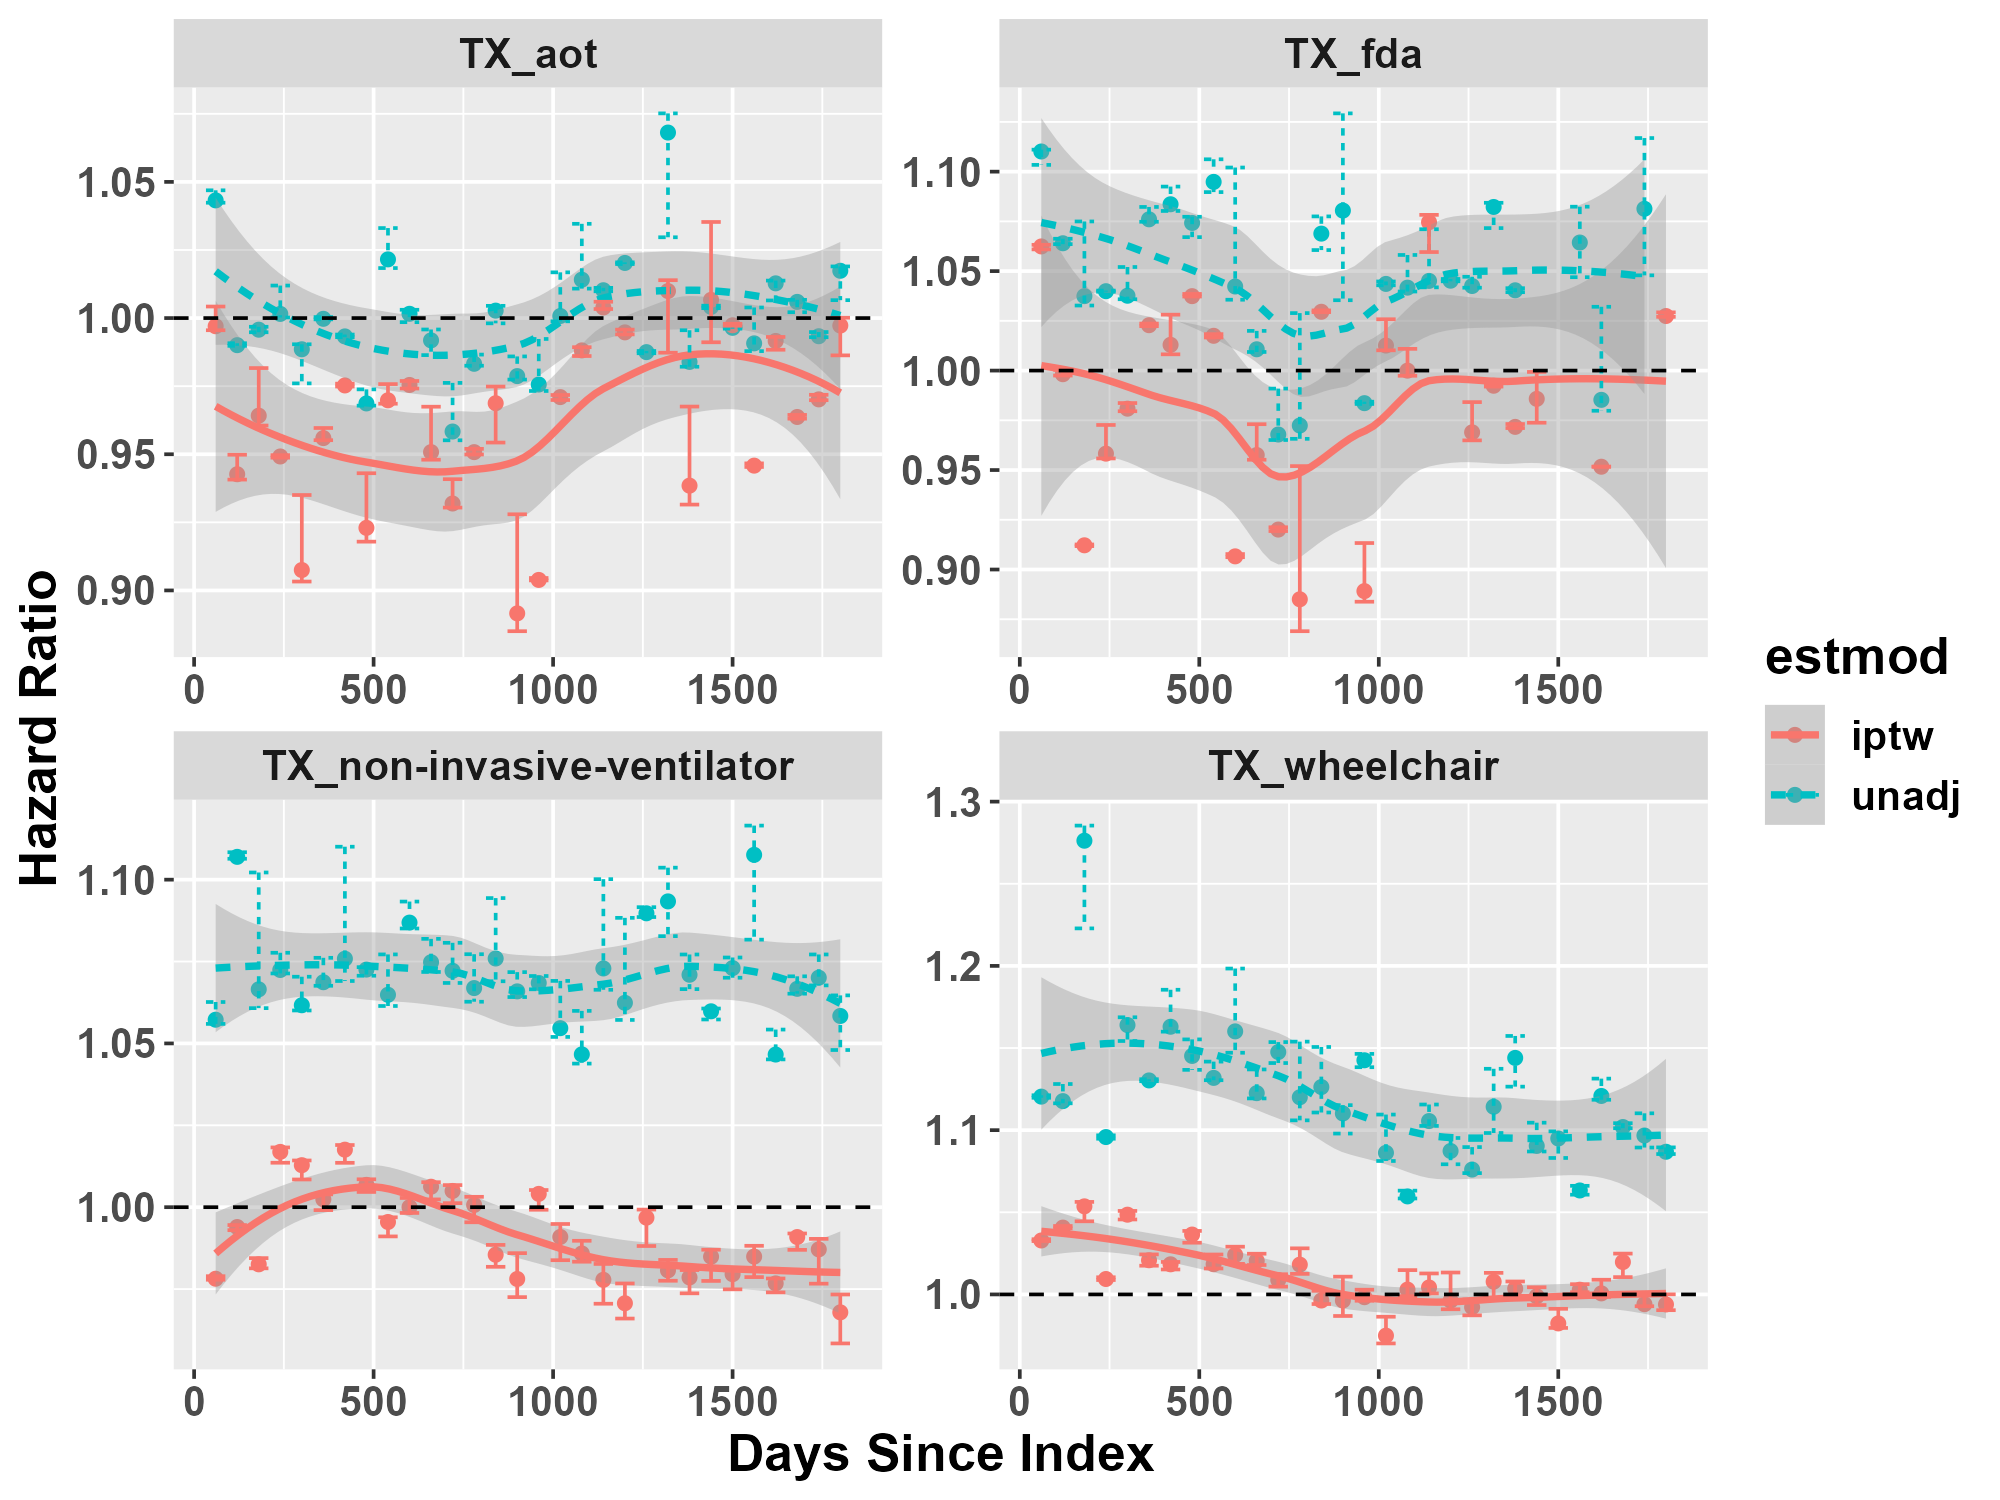 TX_aot
TX_fda
1.05
1.00
0.95
0.90
1.10
1.05
1.00
0.95
0.90
0 500 1000 1500
0 500 1000 1500
Hazard Ratio
TX_non-invasive-ventilator
TX_wheelchair
1.10
1.05
1.00
1.3
1.2
1.1
1.0
0 500 1000 1500
0 500 1000 1500
Days Since Index
estmod
iptw
unadj